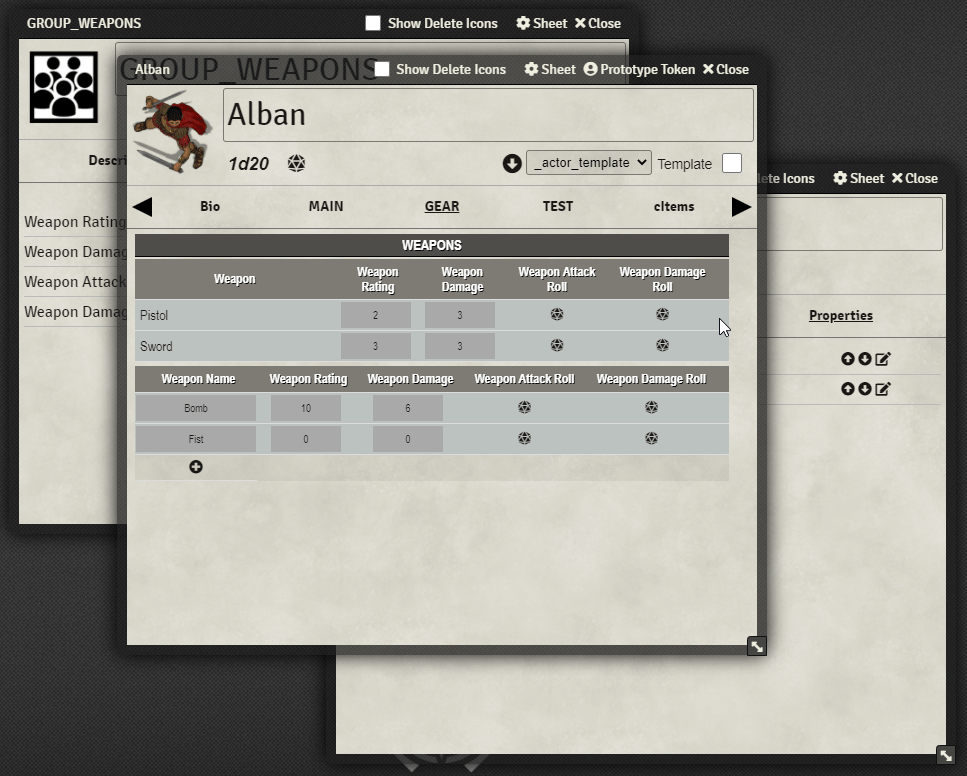 GROUP_WEAPONS Show Delete Icons Sheet Close
GROUP_WEAPONS
Alban Show Delete Icons Sheet Prototype Token Close
Alban
1d20 _actor_template Template
Bio MAIN GEAR TEST cItems
WEAPONS
Weapon Weapon Rating Weapon Damage Weapon Attack Roll Weapon Damage Roll
Pistol 2 3
Sword 3 3
Weapon Name Weapon Rating Weapon Damage Weapon Attack Roll Weapon Damage Roll
Bomb 10 6
Fist 0 0
Descri
Weapon Rating
Weapon Damag
Weapon Attack
Weapon Damag
lete Icons Sheet Close
Properties